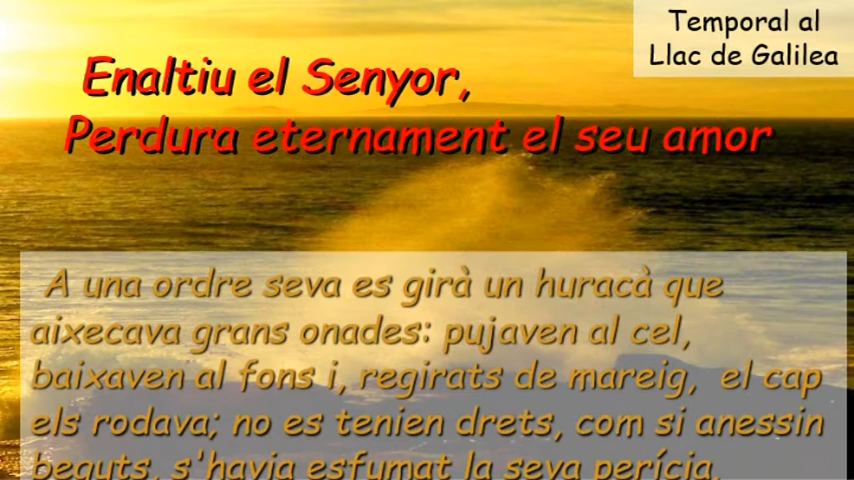 Temporal al
Llac de Galilea
Enaltiu el Senyor,
Perdura eternament el seu amor
A una ordre seva es girà un huracà que
aixecava grans onades: pujaven al cel,
baixaven al fons i, regirats de mareig, el cap
els rodava; no es tenien drets, com si anessin
beguts, s'havia esfumat la seva perícia.